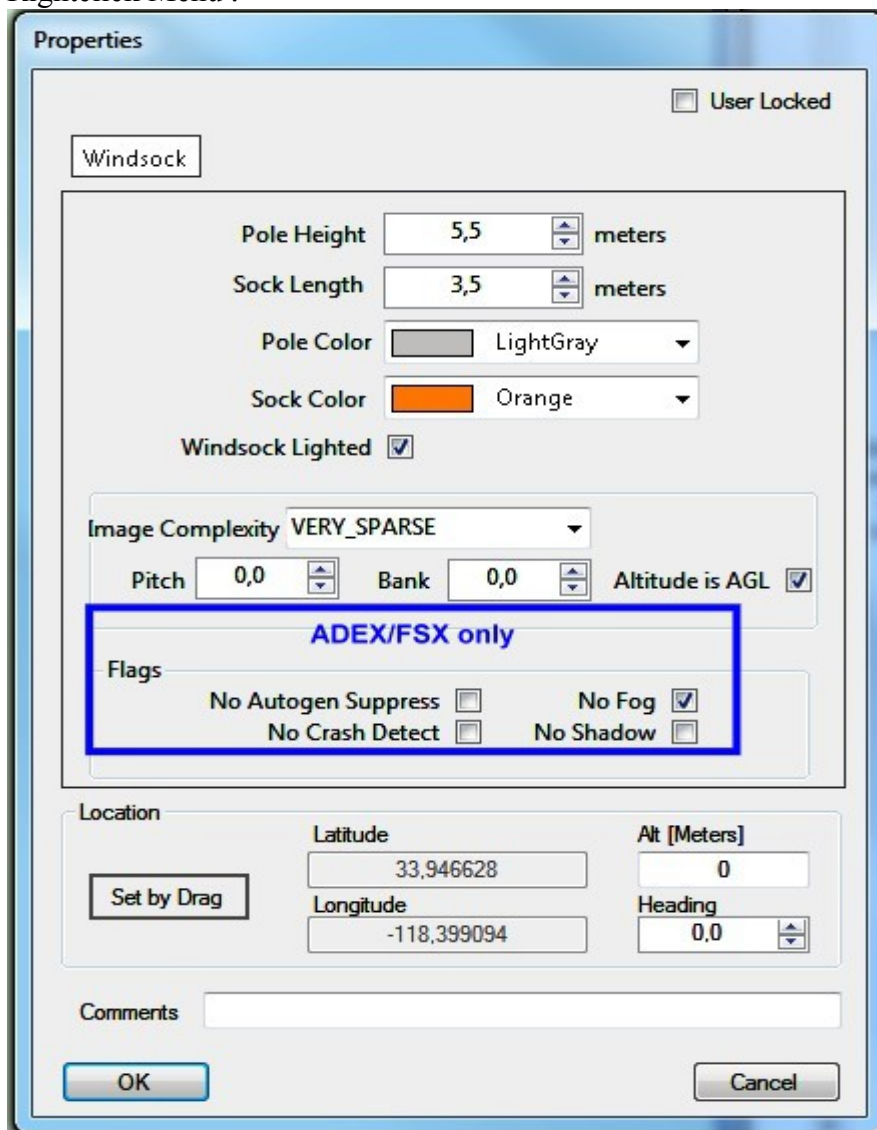 Properties
User Locked
Windsock
Pole Height 5,5 meters
Sock Length 3,5 meters
Pole Color LightGray
Sock Color Orange
Windsock Lighted
Image Complexity VERY_SPARSE
Pitch 0,0 Bank 0,0 Altitude is AGL
ADEX/FSX only
Flags
No Autogen Suppress No Fog
No Crash Detect No Shadow
Location
Latitude Alt [Meters]
33,946628 0
Set by Drag
Longitude Heading
-118,399094 0,0
Comments
OK Cancel